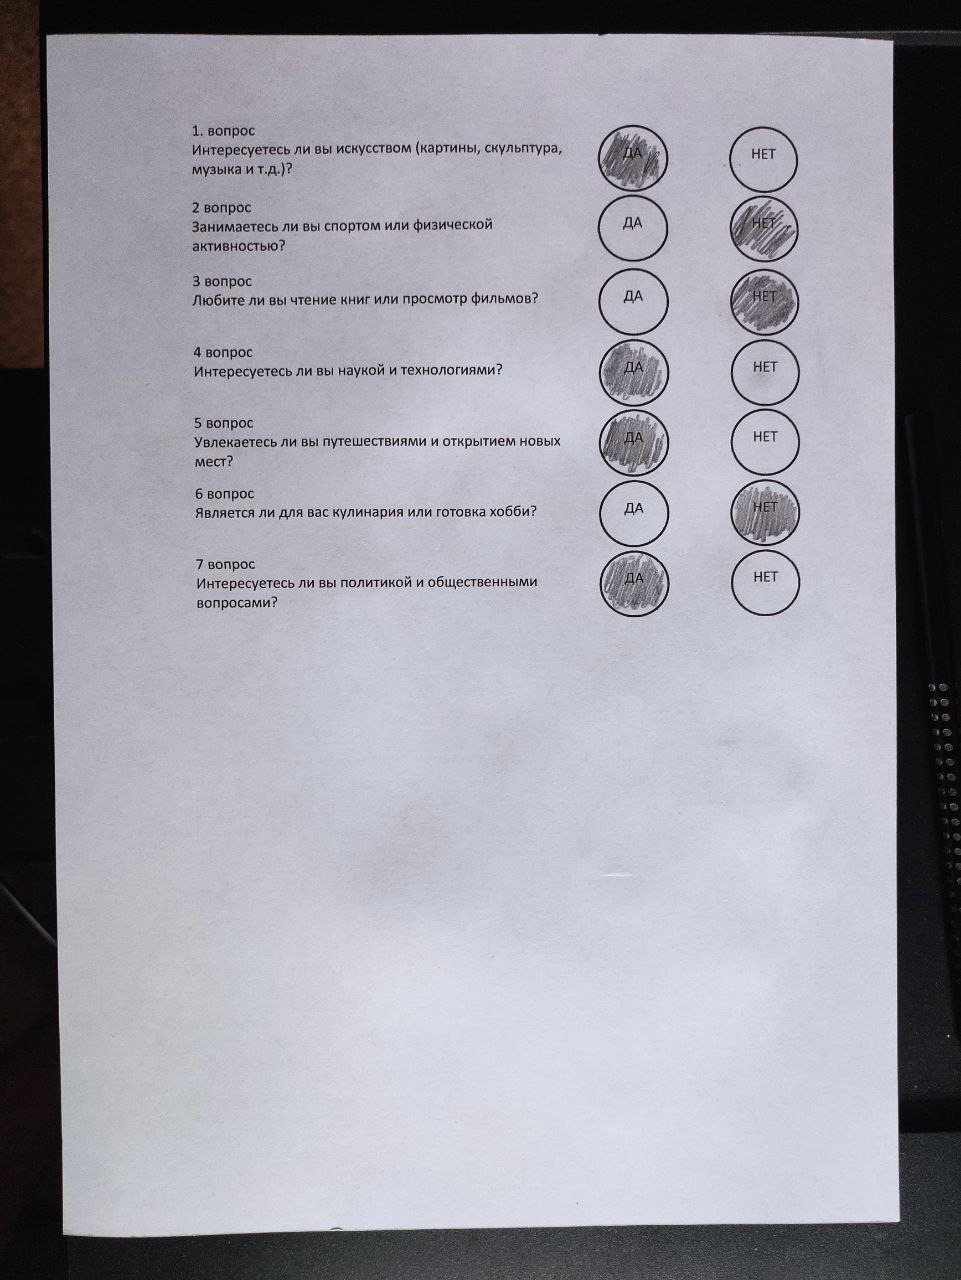 1. вопрос
Интересуетесь ли вы искусством (картины, скульптура,
музыка и т.д.)?
ДА
НЕТ
2 вопрос
Занимаетесь ли вы спортом или физической
активностью?
ДА
НЕТ
3 вопрос
Любите ли вы чтение книг или просмотр фильмов?
ДА
НЕТ
4 вопрос
Интересуетесь ли вы наукой и технологиями?
ДА
НЕТ
5 вопрос
Увлекаетесь ли вы путешествиями и открытием новых
мест?
ДА
НЕТ
6 вопрос
Является ли для вас кулинария или готовка хобби?
ДА
НЕТ
7 вопрос
Интересуетесь ли вы политикой и общественными
вопросами?
ДА
НЕТ